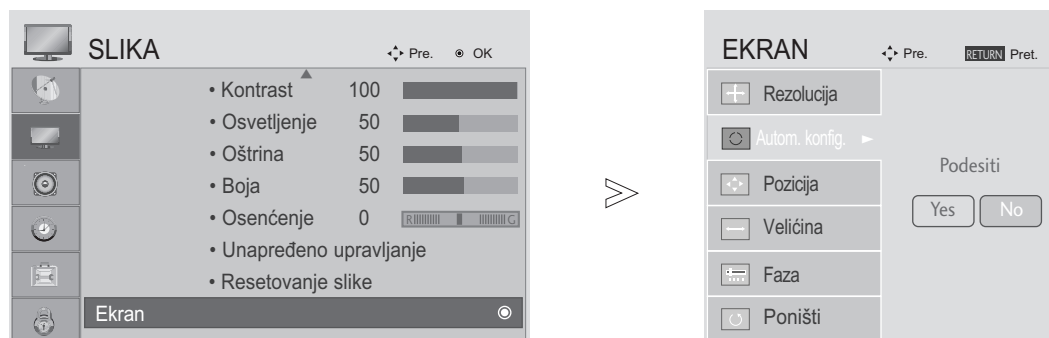 SLIKA
Pre. OK
• Kontrast 100
• Osvetljenje 50
• Oštrina 50
• Boja 50
• Osenćenje 0 R G
• Unapređeno upravljanje
• Resetovanje slike
Ekran
EKRAN
Pre. RETURN Pret.
Rezolucija
Autom. konfig.
Pozicija
Velićina
Faza
Poništi
Podesiti
Yes No